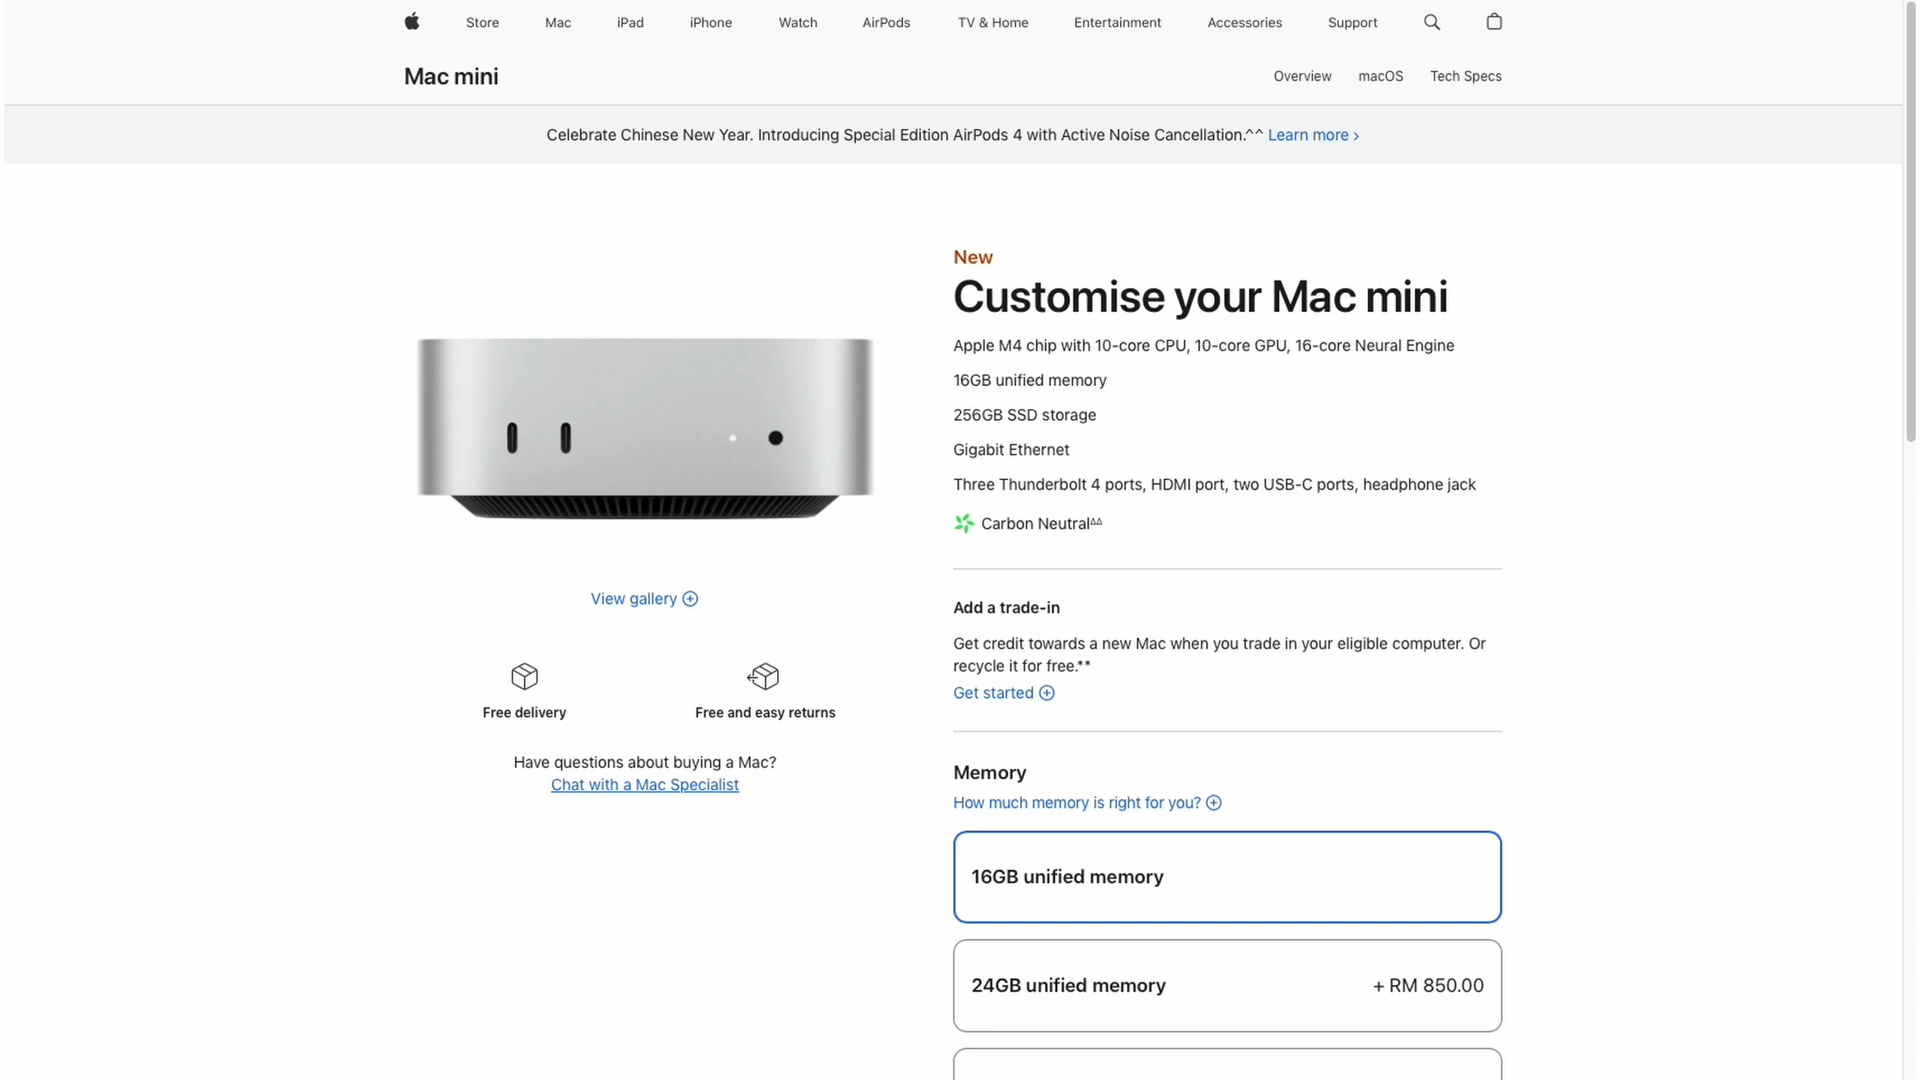 Store Mac iPad iPhone Watch AirPods TV & Home Entertainment Accessories Support
Mac mini
Overview macOS Tech Specs
Celebrate Chinese New Year. Introducing Special Edition AirPods 4 with Active Noise Cancellation.^^ Learn more >
New
Customise your Mac mini
Apple M4 chip with 10-core CPU, 10-core GPU, 16-core Neural Engine
16GB unified memory
256GB SSD storage
Gigabit Ethernet
Three Thunderbolt 4 ports, HDMI port, two USB-C ports, headphone jack
Carbon Neutral∆∆
View gallery
Free delivery
Free and easy returns
Have questions about buying a Mac?
Chat with a Mac Specialist
Add a trade-in
Get credit towards a new Mac when you trade in your eligible computer. Or
recycle it for free.**
Get started
Memory
How much memory is right for you?
16GB unified memory
24GB unified memory + RM 850.00